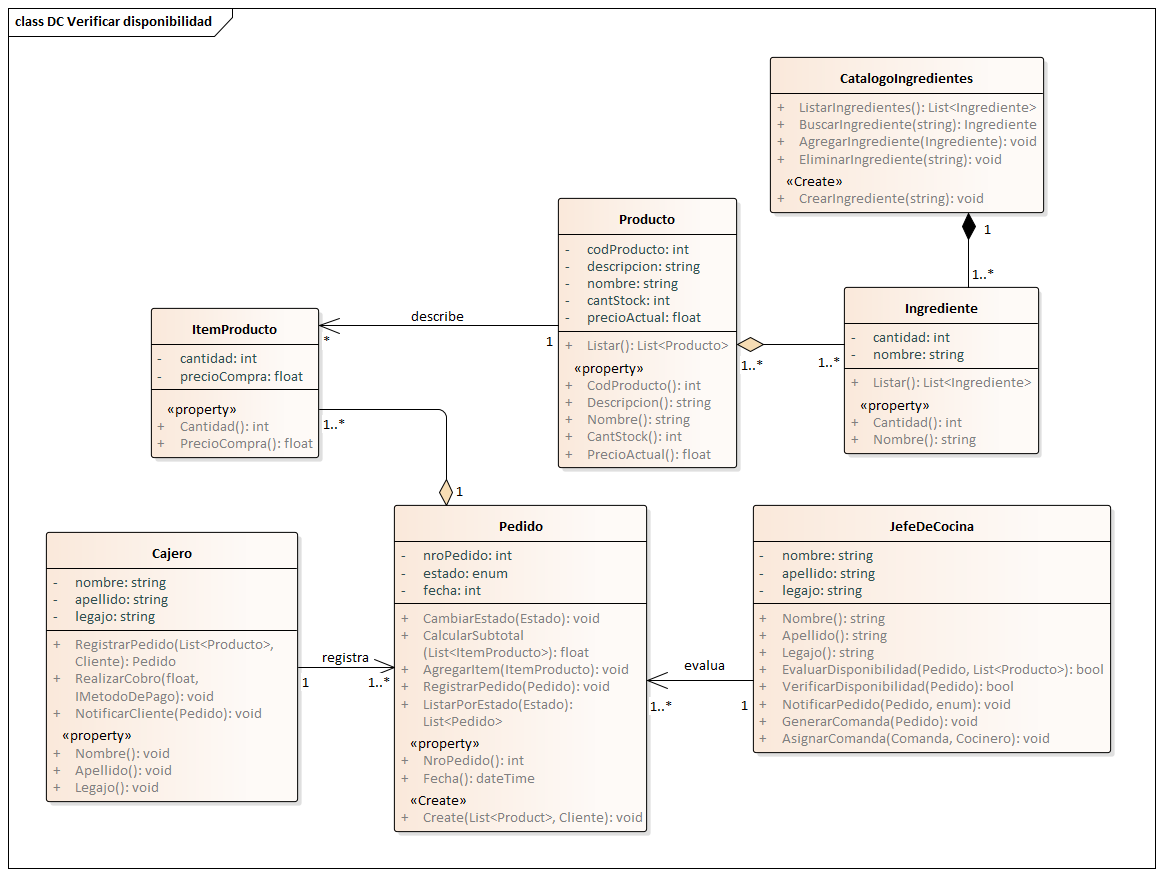 class DC Verificar disponibilidad
CatalogoIngredientes
+ ListarIngredientes(): List<Ingrediente>
+ BuscarIngrediente(string): Ingrediente
+ AgregarIngrediente(Ingrediente): void
+ EliminarIngrediente(string): void
«Create»
+ CrearIngrediente(string): void
1
1..*
Producto
- codProducto: int
- descripcion: string
- nombre: string
- cantStock: int
- precioActual: float
+ Listar(): List<Producto>
«property»
+ CodProducto(): int
+ Descripcion(): string
+ Nombre(): string
+ CantStock(): int
+ PrecioActual(): float
Ingrediente
- cantidad: int
- nombre: string
+ Listar(): List<Ingrediente>
«property»
+ Cantidad(): int
+ Nombre(): string
1..*
1..*
describe
*
1
ItemProducto
- cantidad: int
- precioCompra: float
«property»
+ Cantidad(): int
+ PrecioCompra(): float
1..*
1
Cajero
- nombre: string
- apellido: string
- legajo: string
+ RegistrarPedido(List<Producto>,
Cliente): Pedido
+ RealizarCobro(float,
IMetodoDePago): void
+ NotificarCliente(Pedido): void
«property»
+ Nombre(): void
+ Apellido(): void
+ Legajo(): void
registra
1
1..*
Pedido
- nroPedido: int
- estado: enum
- fecha: int
+ CambiarEstado(Estado): void
+ CalcularSubtotal
(List<ItemProducto>): float
+ AgregarItem(ItemProducto): void
+ RegistrarPedido(Pedido): void
+ ListarPorEstado(Estado):
List<Pedido>
«property»
+ NroPedido(): int
+ Fecha(): dateTime
«Create»
+ Create(List<Product>, Cliente): void
evalua
1..*
1
JefeDeCocina
- nombre: string
- apellido: string
- legajo: string
+ Nombre(): string
+ Apellido(): string
+ Legajo(): string
+ EvaluarDisponibilidad(Pedido, List<Producto>): bool
+ VerificarDisponibilidad(Pedido): bool
+ NotificarPedido(Pedido, enum): void
+ GenerarComanda(Pedido): void
+ AsignarComanda(Comanda, Cocinero): void